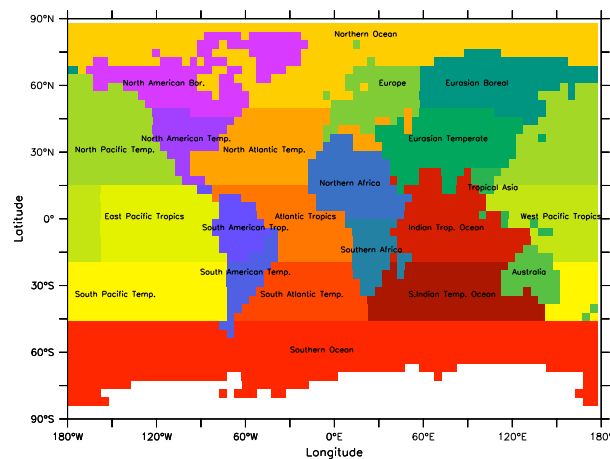 90°N
60°N
30°N
0°
30°S
60°S
90°S
Latitude
Northern Ocean
North American Bor.
Europe
Eurasian Boreal
North American Temp.
Eurasian Temperate
North Pacific Temp.
North Atlantic Temp.
Northern Africa
Tropical Asia
East Pacific Tropics
Atlantic Tropics
West Pacific Tropics
South American Trop.
Indian Trop. Ocean
Southern Africa
South American Temp.
Australia
South Pacific Temp.
South Atlantic Temp.
S.Indian Temp. Ocean
Southern Ocean
180°W 120°W 60°W 0°E 60°E 120°E 180°
Longitude